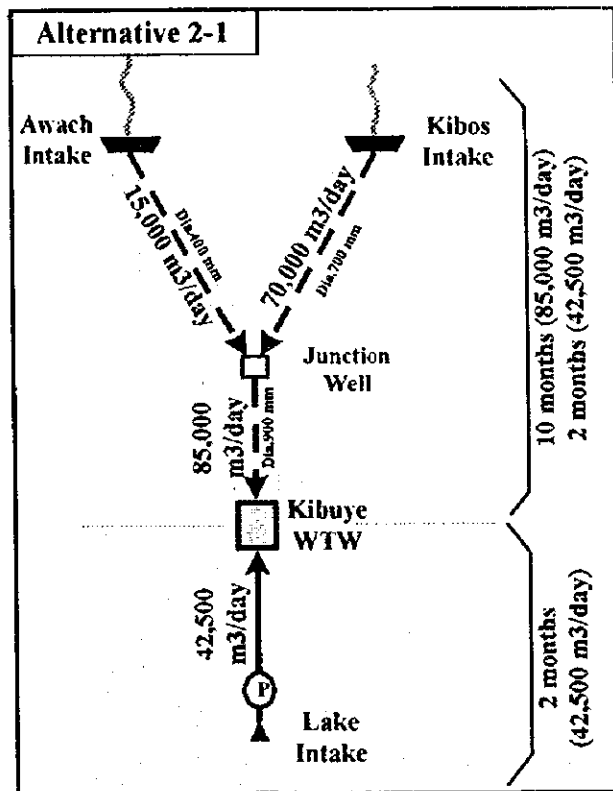 Alternative 2-1
Awach
Intake
Kibos
Intake
15,000 m3/day
Dia.400 mm
70,000 m3/day
Dia.700 mm
Junction
Well
85,000
m3/day
Dia.900 mm
Kibuye
WTW
42,500
m3/day
P
Lake
Intake
10 months (85,000 m3/day)
2 months (42,500 m3/day)
2 months
(42,500 m3/day)